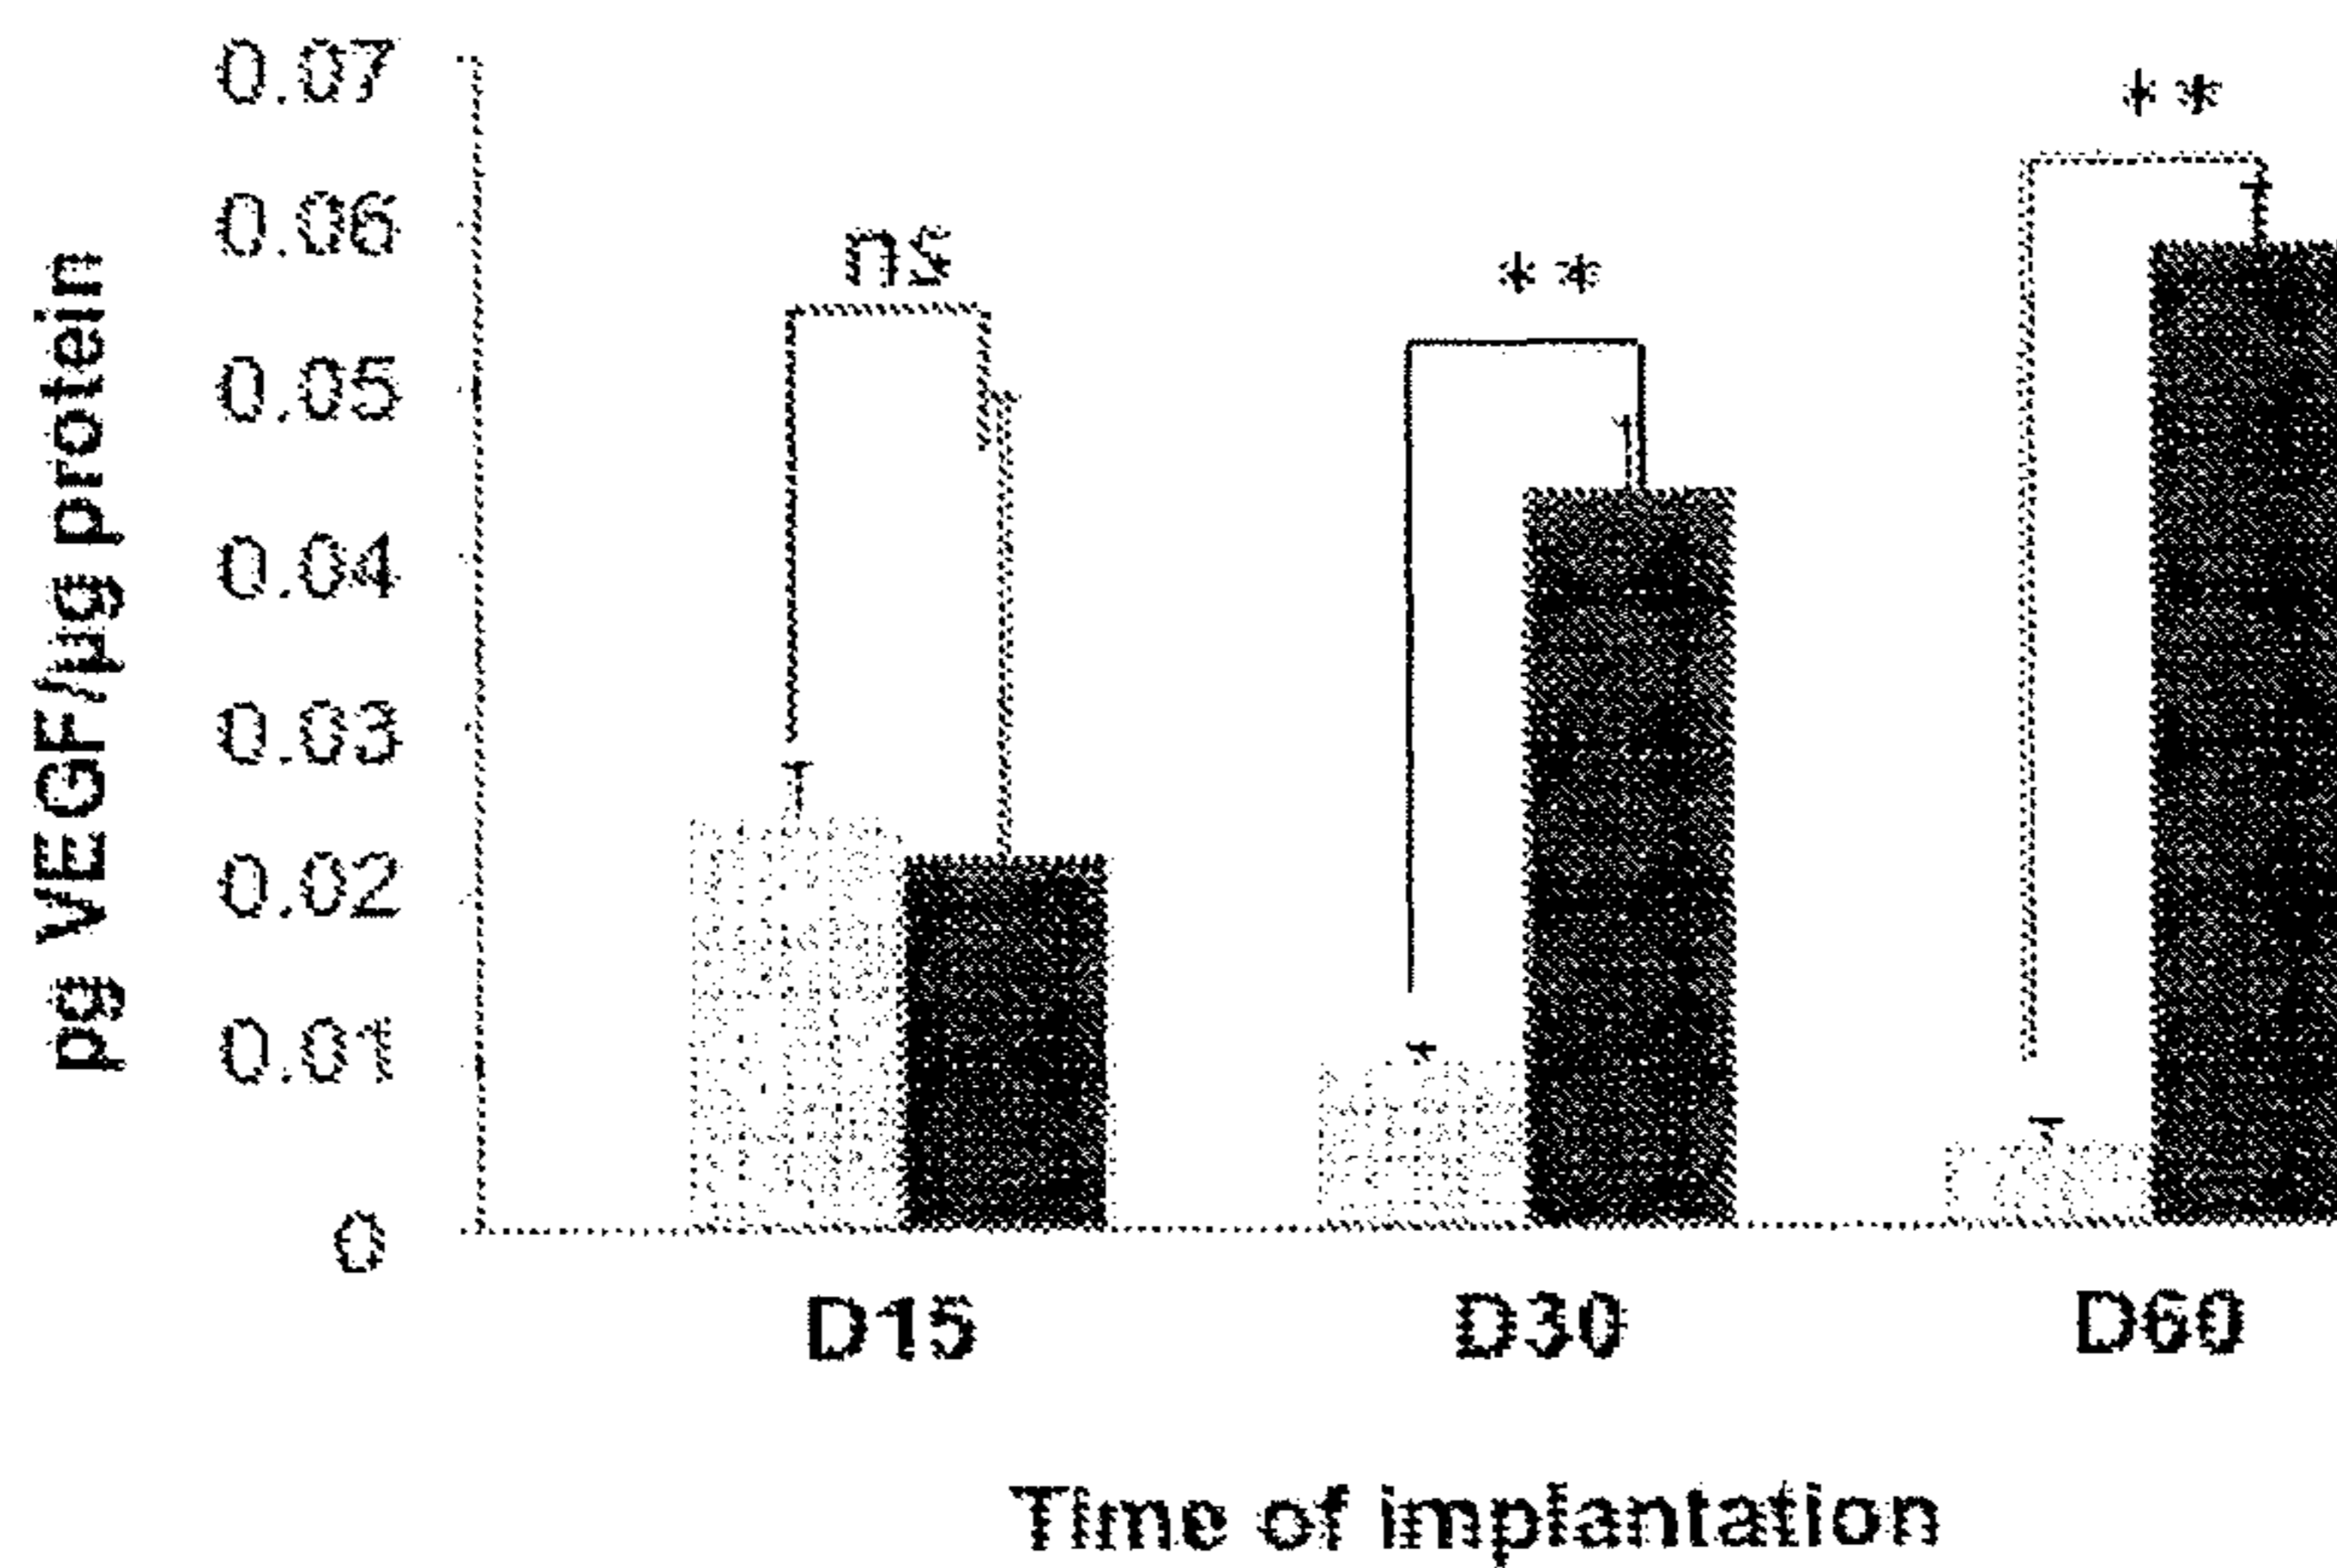 pg VEGF/µg protein
0.07
0.06
0.05
0.04
0.03
0.02
0.01
0
ns
**
**
D15 D30 D60
Time of implantation